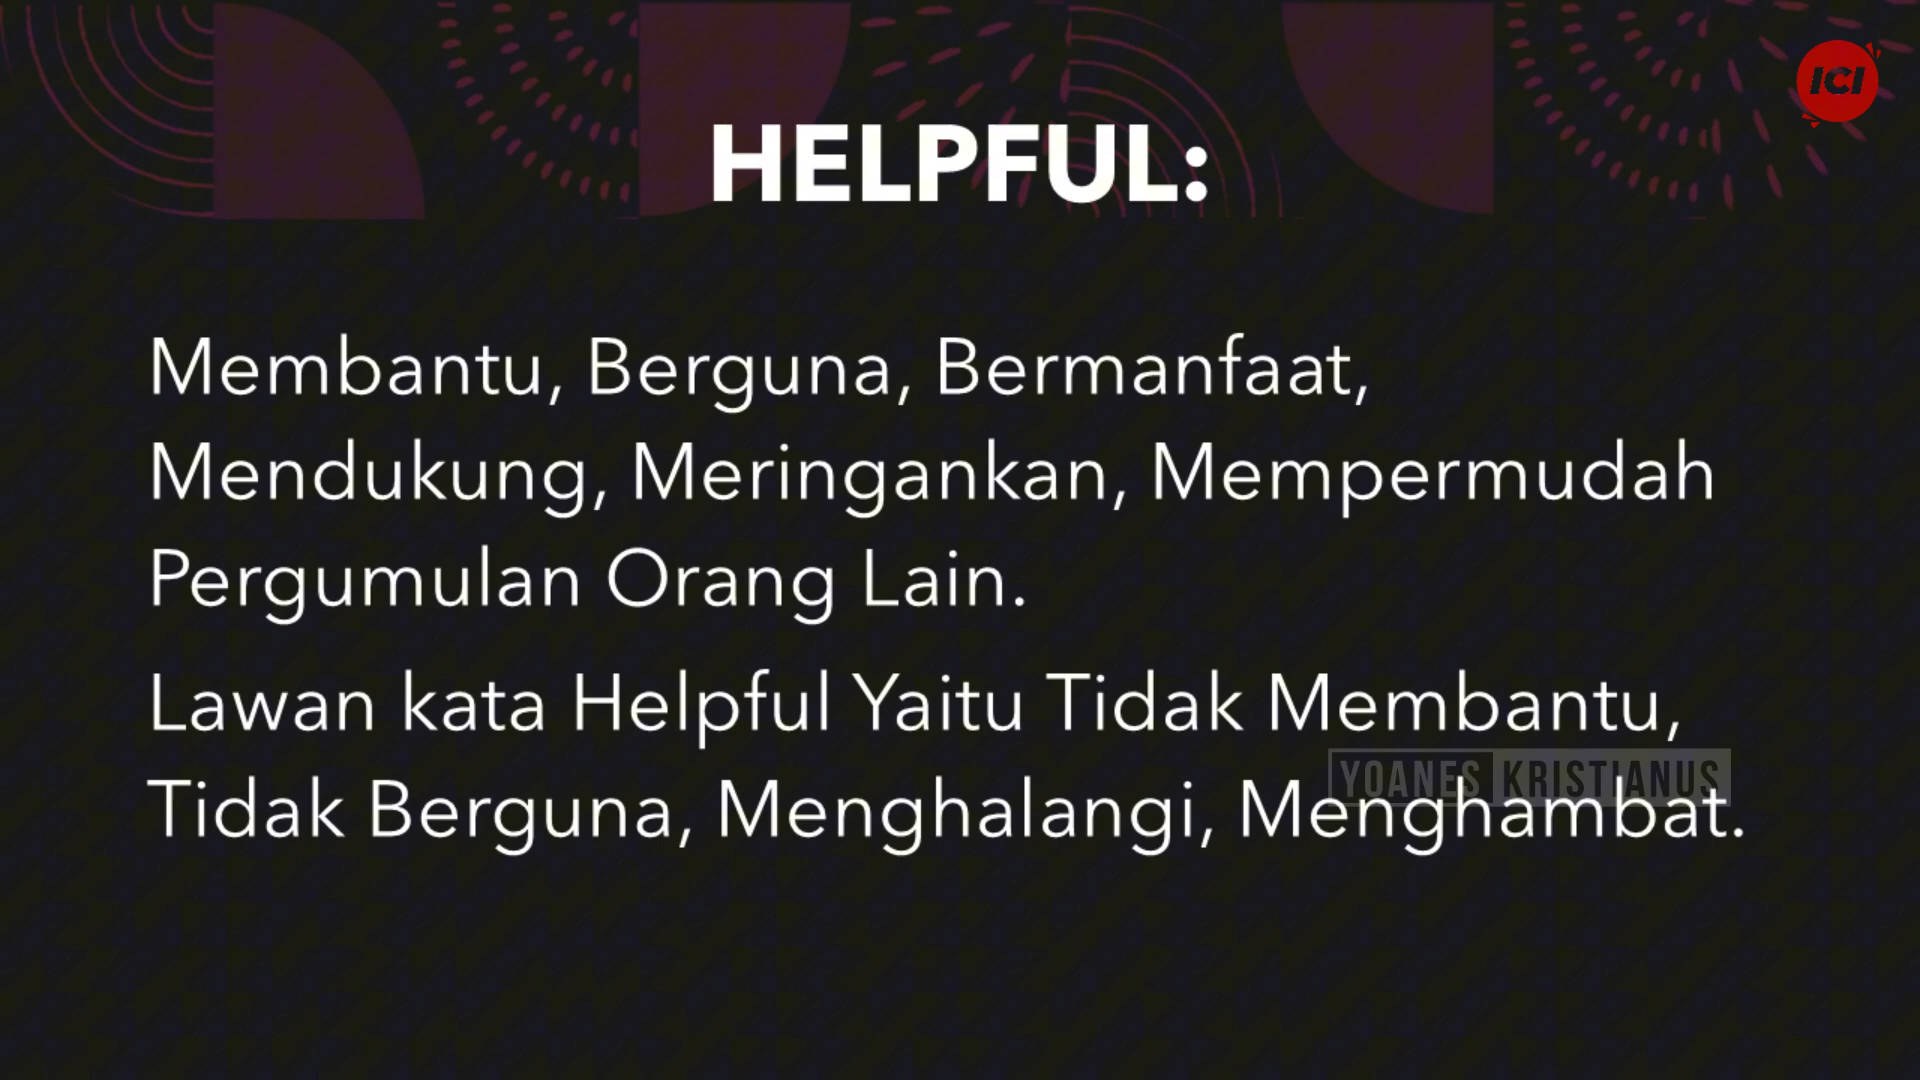 ICI
HELPFUL:
Membantu, Berguna, Bermanfaat,
Mendukung, Meringankan, Mempermudah
Pergumulan Orang Lain.
Lawan kata Helpful Yaitu Tidak Membantu,
YOANES KRISTIANUS
Tidak Berguna, Menghalangi, Menghambat.